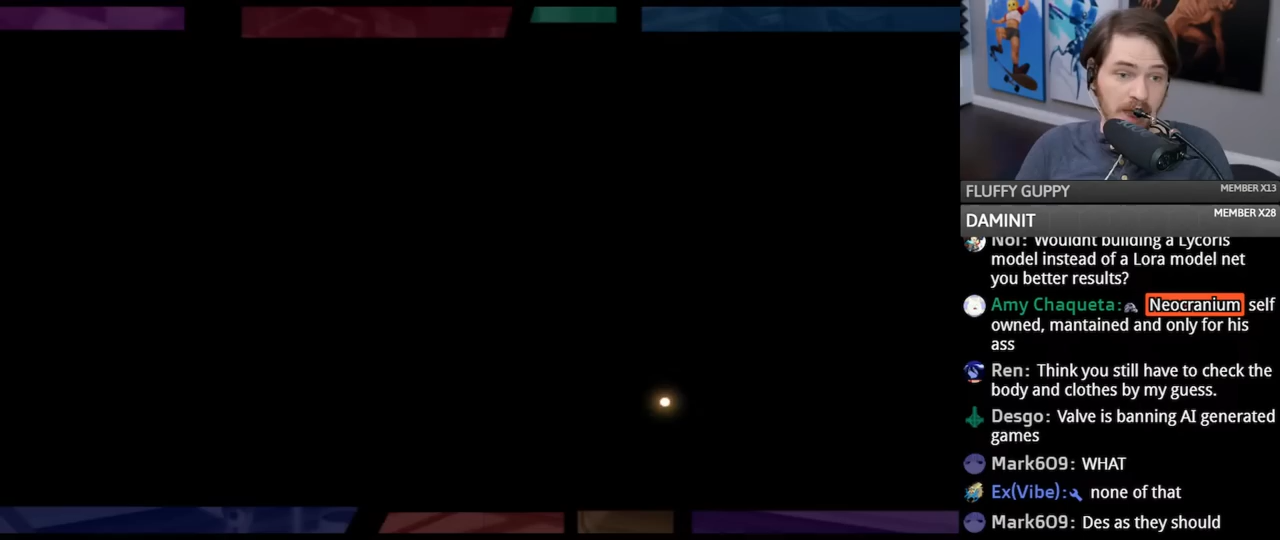 FLUFFY GUPPY
MEMBER X13
DAMINIT
MEMBER X28
Nol: Wouldnt building a Lycoris
model instead of a Lora model net
you better results?
Amy Chaqueta: Neocranium self
owned, mantained and only for his
ass
Ren: Think you still have to check the
body and clothes by my guess.
Desgo: Valve is banning AI generated
games
Mark609: WHAT
Ex(Vibe): none of that
Mark609: Des as they should